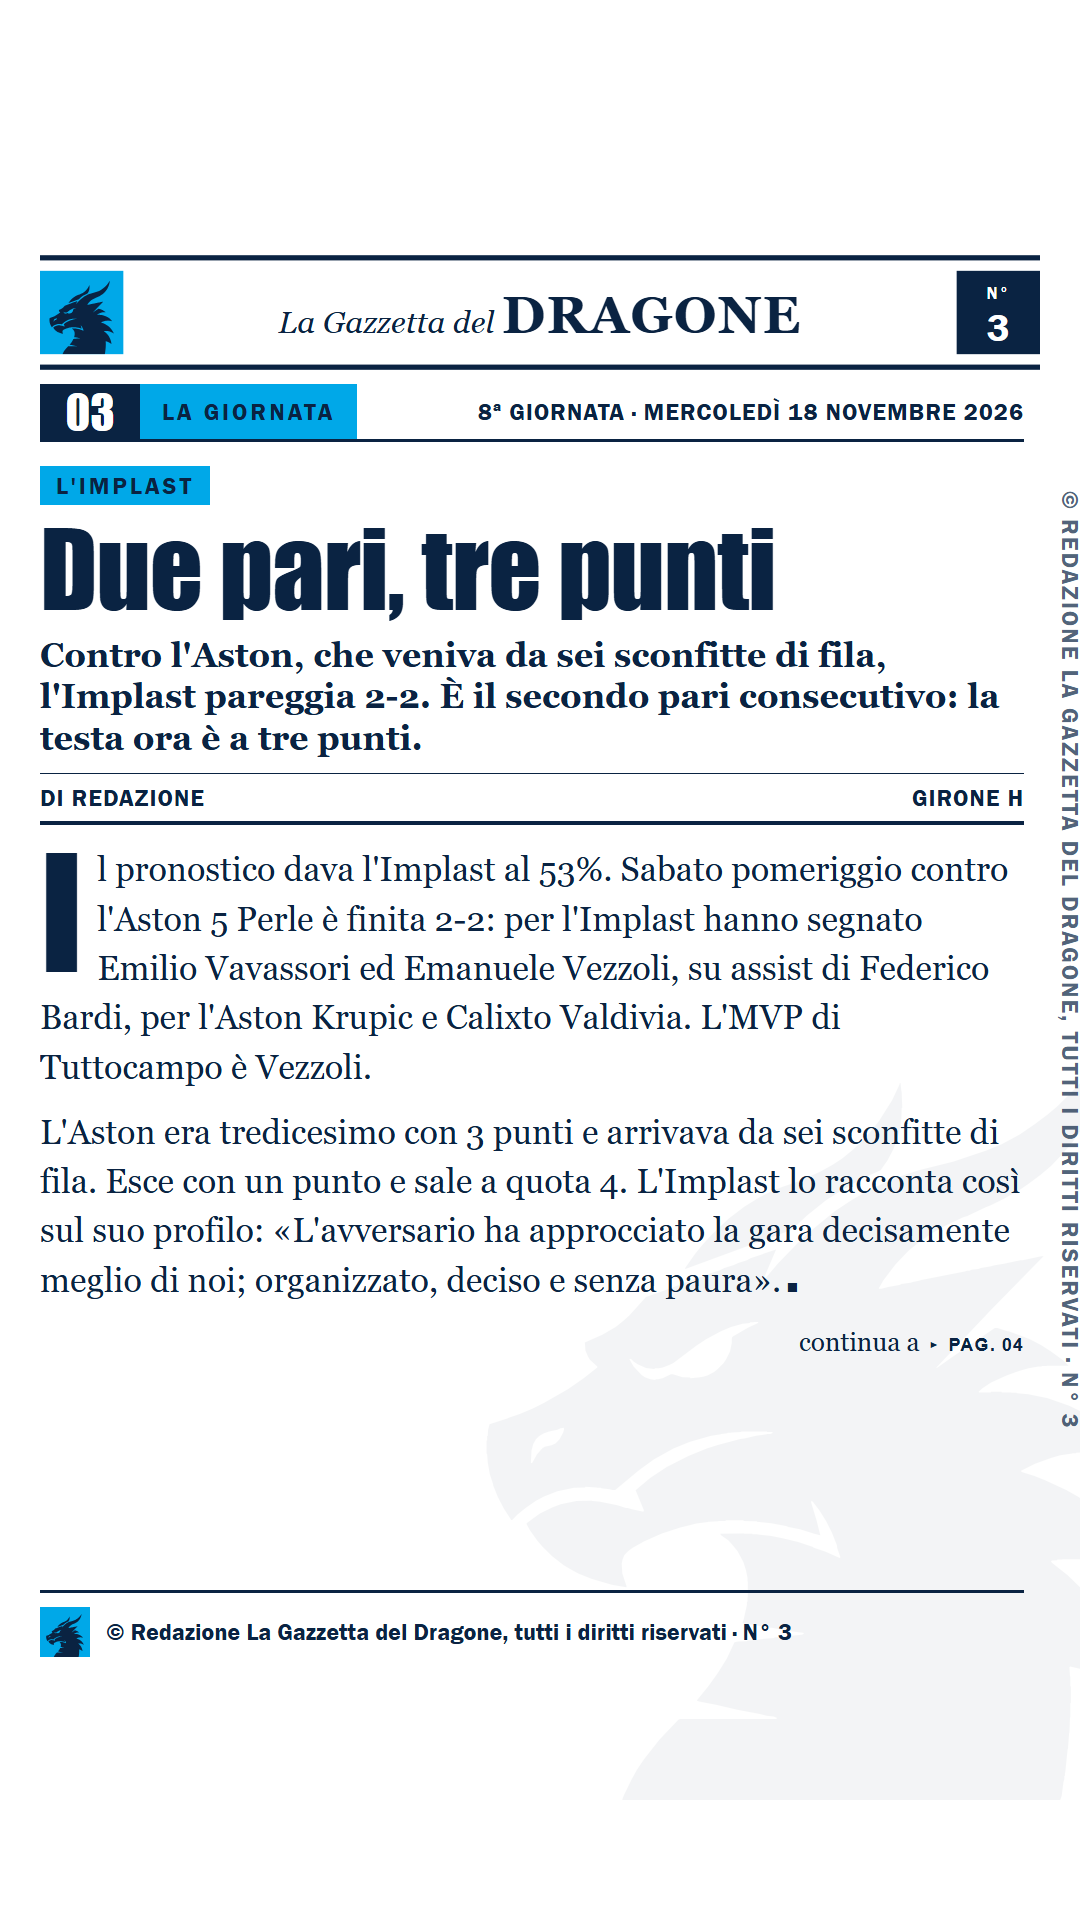 La Gazzetta del DRAGONE
N°
3
03
LA GIORNATA
8ª GIORNATA · MERCOLEDÌ 18 NOVEMBRE 2026
L'IMPLAST
Due pari, tre punti
Contro l'Aston, che veniva da sei sconfitte di fila,
l'Implast pareggia 2-2. È il secondo pari consecutivo: la
testa ora è a tre punti.
DI REDAZIONE
GIRONE H
Il pronostico dava l'Implast al 53%. Sabato pomeriggio contro
l'Aston 5 Perle è finita 2-2: per l'Implast hanno segnato
Emilio Vavassori ed Emanuele Vezzoli, su assist di Federico
Bardi, per l'Aston Krupic e Calixto Valdivia. L'MVP di
Tuttocampo è Vezzoli.
L'Aston era tredicesimo con 3 punti e arrivava da sei sconfitte di
fila. Esce con un punto e sale a quota 4. L'Implast lo racconta così
sul suo profilo: «L'avversario ha approcciato la gara decisamente
meglio di noi; organizzato, deciso e senza paura». ■
continua a ▸ PAG. 04
© Redazione La Gazzetta del Dragone, tutti i diritti riservati · N° 3
© REDAZIONE LA GAZZETTA DEL DRAGONE, TUTTI I DIRITTI RISERVATI · N° 3